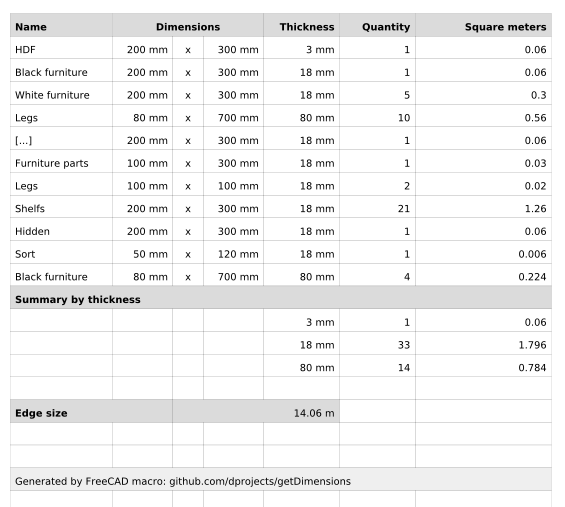 Name Dimensions Thickness Quantity Square meters
HDF 200 mm x 300 mm 3 mm 1 0.06
Black furniture 200 mm x 300 mm 18 mm 1 0.06
White furniture 200 mm x 300 mm 18 mm 5 0.3
Legs 80 mm x 700 mm 80 mm 10 0.56
[...] 200 mm x 300 mm 18 mm 1 0.06
Furniture parts 100 mm x 300 mm 18 mm 1 0.03
Legs 100 mm x 100 mm 18 mm 2 0.02
Shelfs 200 mm x 300 mm 18 mm 21 1.26
Hidden 200 mm x 300 mm 18 mm 1 0.06
Sort 50 mm x 120 mm 18 mm 1 0.006
Black furniture 80 mm x 700 mm 80 mm 4 0.224
Summary by thickness
3 mm 1 0.06
18 mm 33 1.796
80 mm 14 0.784
Edge size 14.06 m
Generated by FreeCAD macro: github.com/dprojects/getDimensions